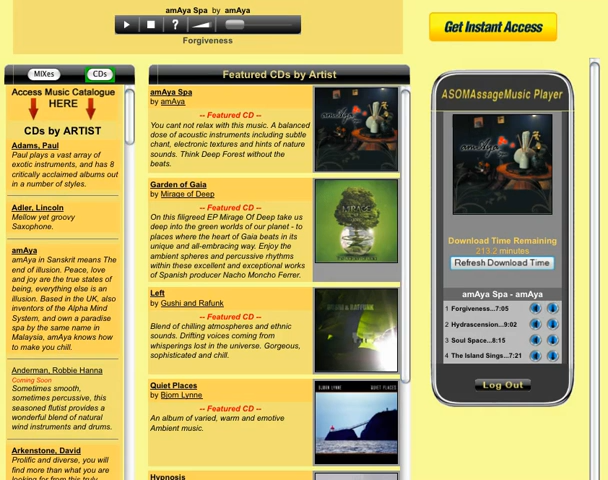 amAya Spa by amAya
?
Forgiveness
Get Instant Access
MIXes
CDs
Access Music Catalogue
HERE
CDs by ARTIST
Adams, Paul
Paul plays a vast array of
exotic instruments, and has 8
critically acclaimed albums out
in a number of styles.
Adler, Lincoln
Mellow yet groovy
Saxophone.
amAya
amAya in Sanskrit means The
end of illusion. Peace, love
and joy are the true states of
being, everything else is an
illusion. Based in the UK, also
inventors of the Alpha Mind
System, and own a paradise
spa by the same name in
Malaysia, amAya knows how
to make you chill.
Anderman, Robbie Hanna
Coming Soon
Sometimes smooth,
sometimes percussive, this
seasoned flutist provides a
wonderful blend of natural
wind instruments and drums.
Arkenstone, David
Prolific and diverse, you will
find more than what you are
looking for from this truly
Featured CDs by Artist
amAya Spa
by amAya
-- Featured CD --
You cant not relax with this music. A balanced
dose of acoustic instruments including subtle
chant, electronic textures and hints of nature
sounds. Think Deep Forest without the
beats.
Garden of Gaia
by Mirage of Deep
-- Featured CD --
On this filigreed EP Mirage Of Deep take us
deep into the green worlds of our planet - to
places where the heart of Gaia beats in its
unique and all-embracing way. Enjoy the
ambient spheres and percussive rhythms
within these excellent and exceptional works
of Spanish producer Nacho Moncho Ferrer.
Left
by Gushi and Rafunk
-- Featured CD --
Blend of chilling atmospheres and ethnic
sounds. Drifting voices coming from
whisperings lost in the universe. Gorgeous,
sophisticated and chill.
Quiet Places
by Bjorn Lynne
-- Featured CD --
An album of varied, warm and emotive
Ambient music.
BJORN LYNNE QUIET PLACES
Hypnosis
ASOMAssageMusic Player
amAya
Download Time Remaining
213.2 minutes
Refresh Download Time
amAya Spa - amAya
1 Forgiveness...7:05
2 Hydrascension...9:02
3 Soul Space...8:15
4 The Island Sings...7:21
Log Out